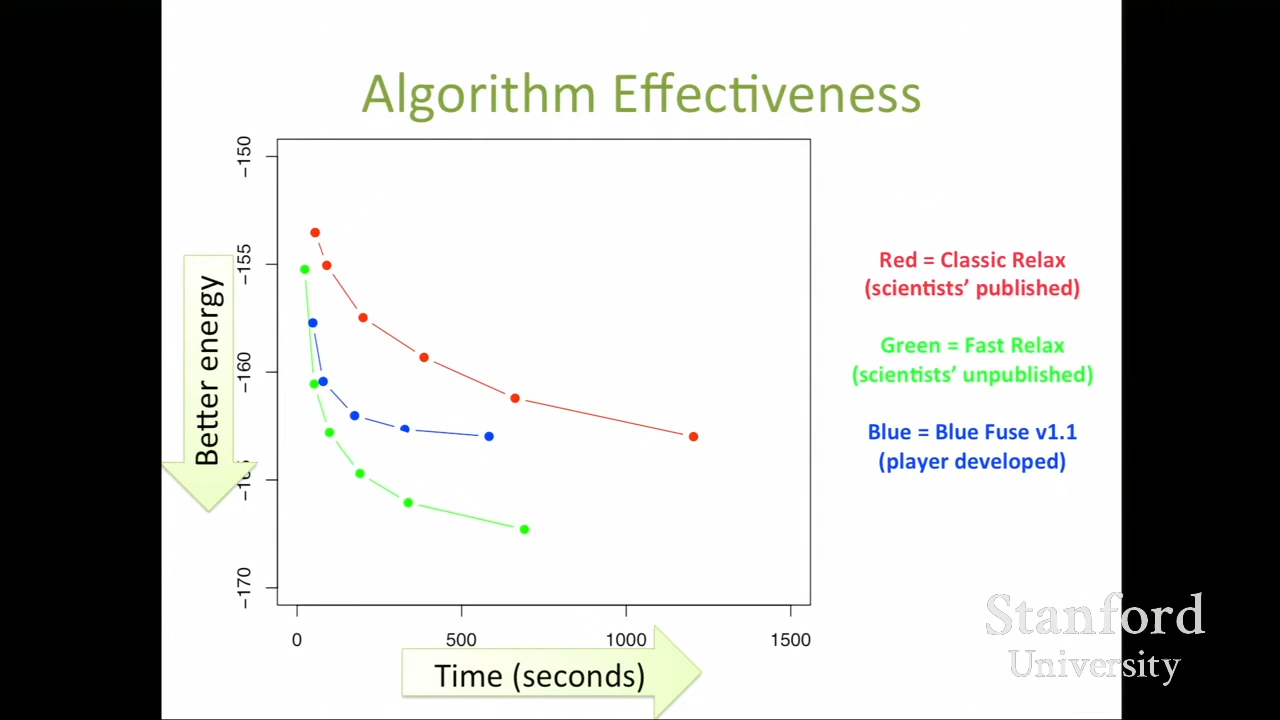 Algorithm Effectiveness
-150
-155
-160
-170
Better energy
0 500 1000 1500
Time (seconds)
Red = Classic Relax
(scientists’ published)
Green = Fast Relax
(scientists’ unpublished)
Blue = Blue Fuse v1.1
(player developed)
Stanford
University